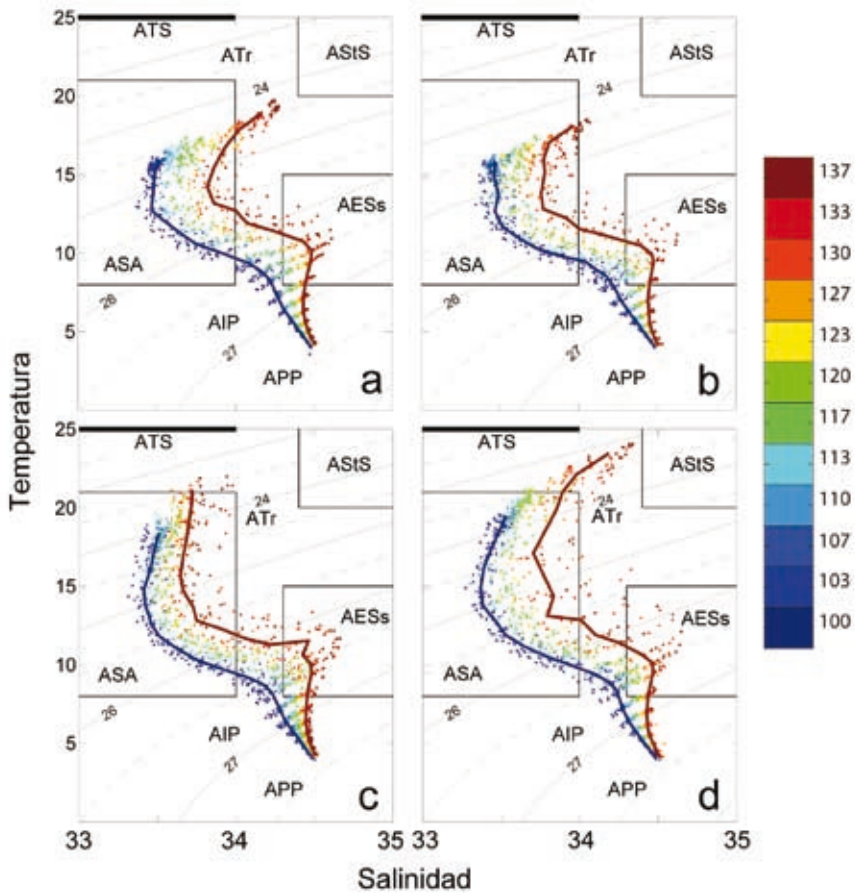 25
20
15
10
5
ATS
ATr
AStS
24
AESs
ASA
26
AIP
27
APP
a
ATS
ATr
AStS
24
AESs
ASA
26
AIP
27
APP
b
137
133
130
127
123
120
117
113
110
107
103
100
Temperatura
25
20
15
10
5
ATS
AStS
24
ATr
AESs
ASA
26
AIP
27
APP
c
33
34
35
ATS
AStS
24
ATr
AESs
ASA
26
AIP
27
APP
d
33
34
35
Salinidad